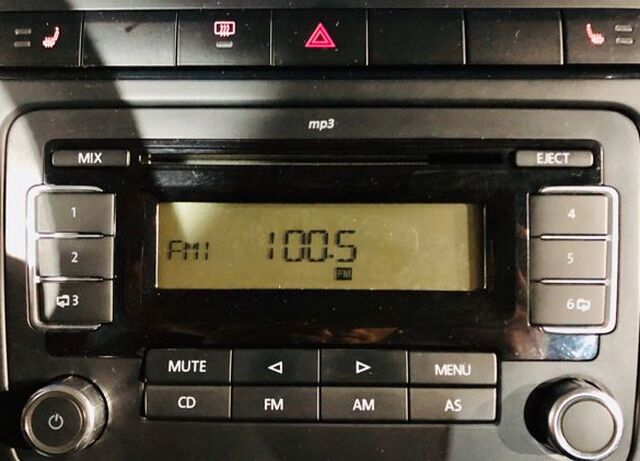 mp3
MIX EJECT
1 4
2 5
3 6
FM1 100.5
FM
MUTE MENU
CD FM AM AS